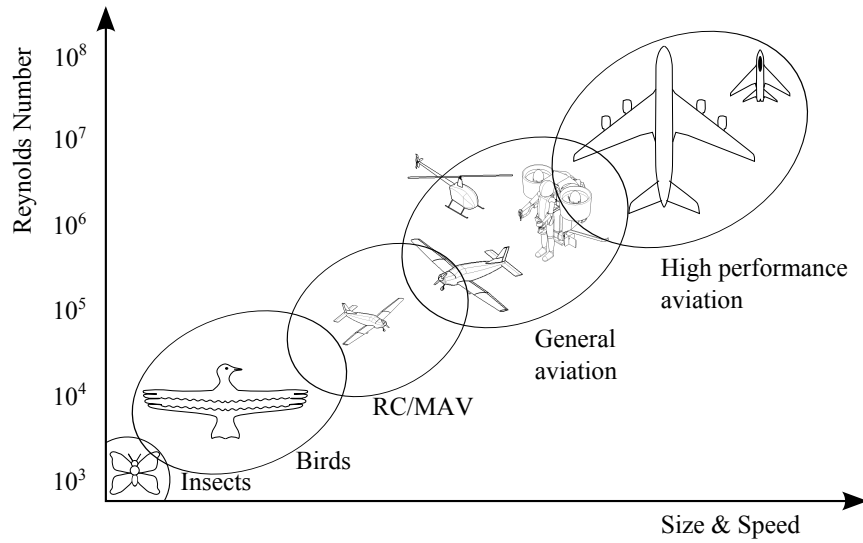 Reynolds Number
10⁸
10⁷
10⁶
10⁵
10⁴
10³
High performance
aviation
General
aviation
RC/MAV
Birds
Insects
Size & Speed